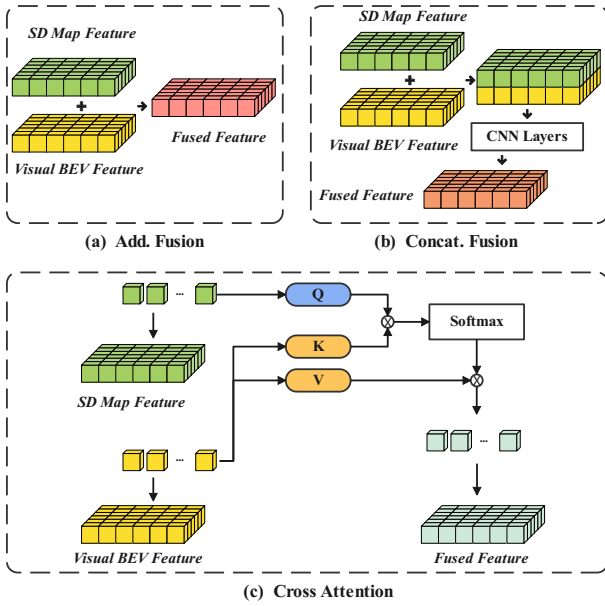 SD Map Feature
+
Fused Feature
Visual BEV Feature
(a) Add. Fusion
SD Map Feature
+
Visual BEV Feature
CNN Layers
Fused Feature
(b) Concat. Fusion
...
Q
Softmax
K
V
SD Map Feature
...
...
Visual BEV Feature
Fused Feature
(c) Cross Attention